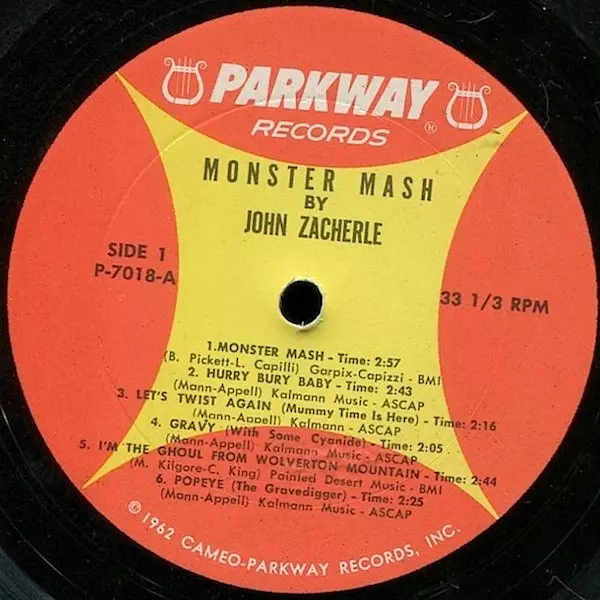 PARKWAY
®
RECORDS
MONSTER MASH
BY
JOHN ZACHERLE
SIDE 1
P-7018-A
33 1/3 RPM
1.MONSTER MASH - Time: 2:57
(B. Pickett-L. Capilli) Garpix-Capizzi - BMI
2. HURRY BURY BABY - Time: 2:43
(Mann-Appell) Kalmann Music - ASCAP
3. LET'S TWIST AGAIN (Mummy Time Is Here) - Time: 2:16
(Mann-Appell) Kalmann Music - ASCAP
4. GRAVY (With Some Cyanide) - Time: 2:05
(Mann-Appell) Kalmann Music - ASCAP
5. I'M THE GHOUL FROM WOLVERTON MOUNTAIN - Time: 2:44
(M. Kilgore-C. King) Painted Desert Music - BMI
6. POPEYE (The Gravedigger) - Time: 2:25
(Mann-Appell) Kalmann Music - ASCAP
© 1962 CAMEO-PARKWAY RECORDS, INC.